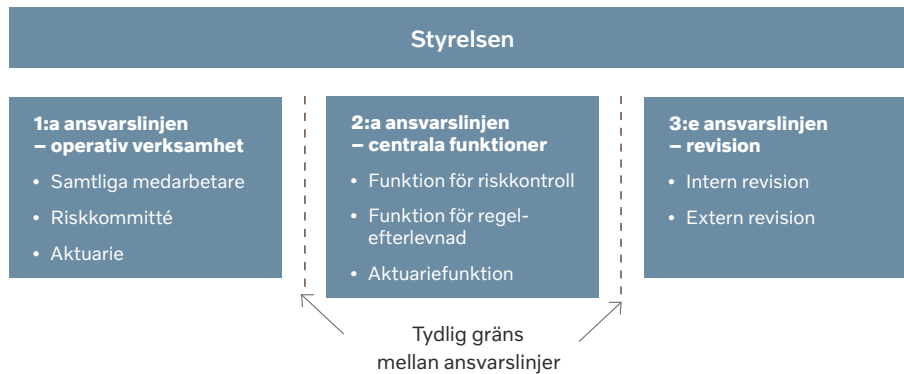 Styrelsen
1:a ansvarslinjen
– operativ verksamhet
• Samtliga medarbetare
• Riskkommitté
• Aktuarie
2:a ansvarslinjen
– centrala funktioner
• Funktion för riskkontroll
• Funktion för regel-
efterlevnad
• Aktuariefunktion
3:e ansvarslinjen
– revision
• Intern revision
• Extern revision
Tydlig gräns
mellan ansvarslinjer